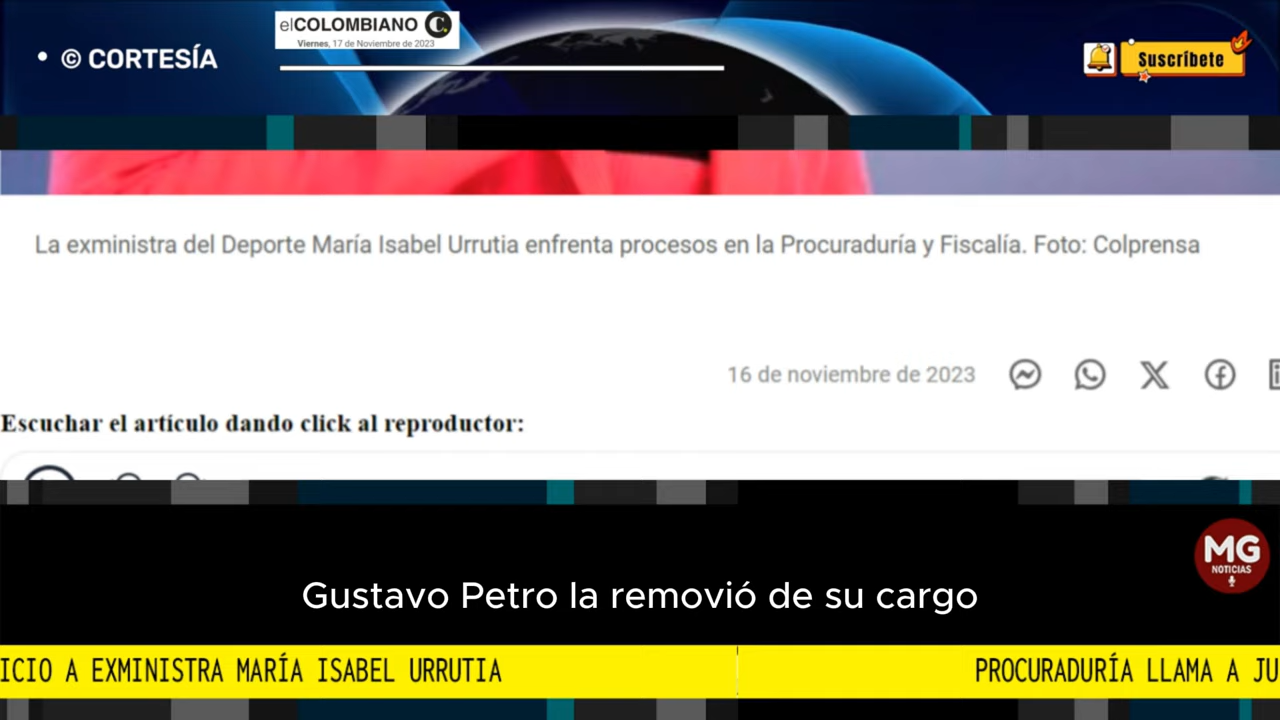 elCOLOMBIANO C.
Viernes, 17 de Noviembre de 2023
• © CORTESÍA
Suscríbete
La exministra del Deporte María Isabel Urrutia enfrenta procesos en la Procuraduría y Fiscalía. Foto: Colprensa
16 de noviembre de 2023
Escuchar el artículo dando click al reproductor:
MG
NOTICIAS
Gustavo Petro la removió de su cargo
ICIO A EXMINISTRA MARÍA ISABEL URRUTIA
PROCURADURÍA LLAMA A JU